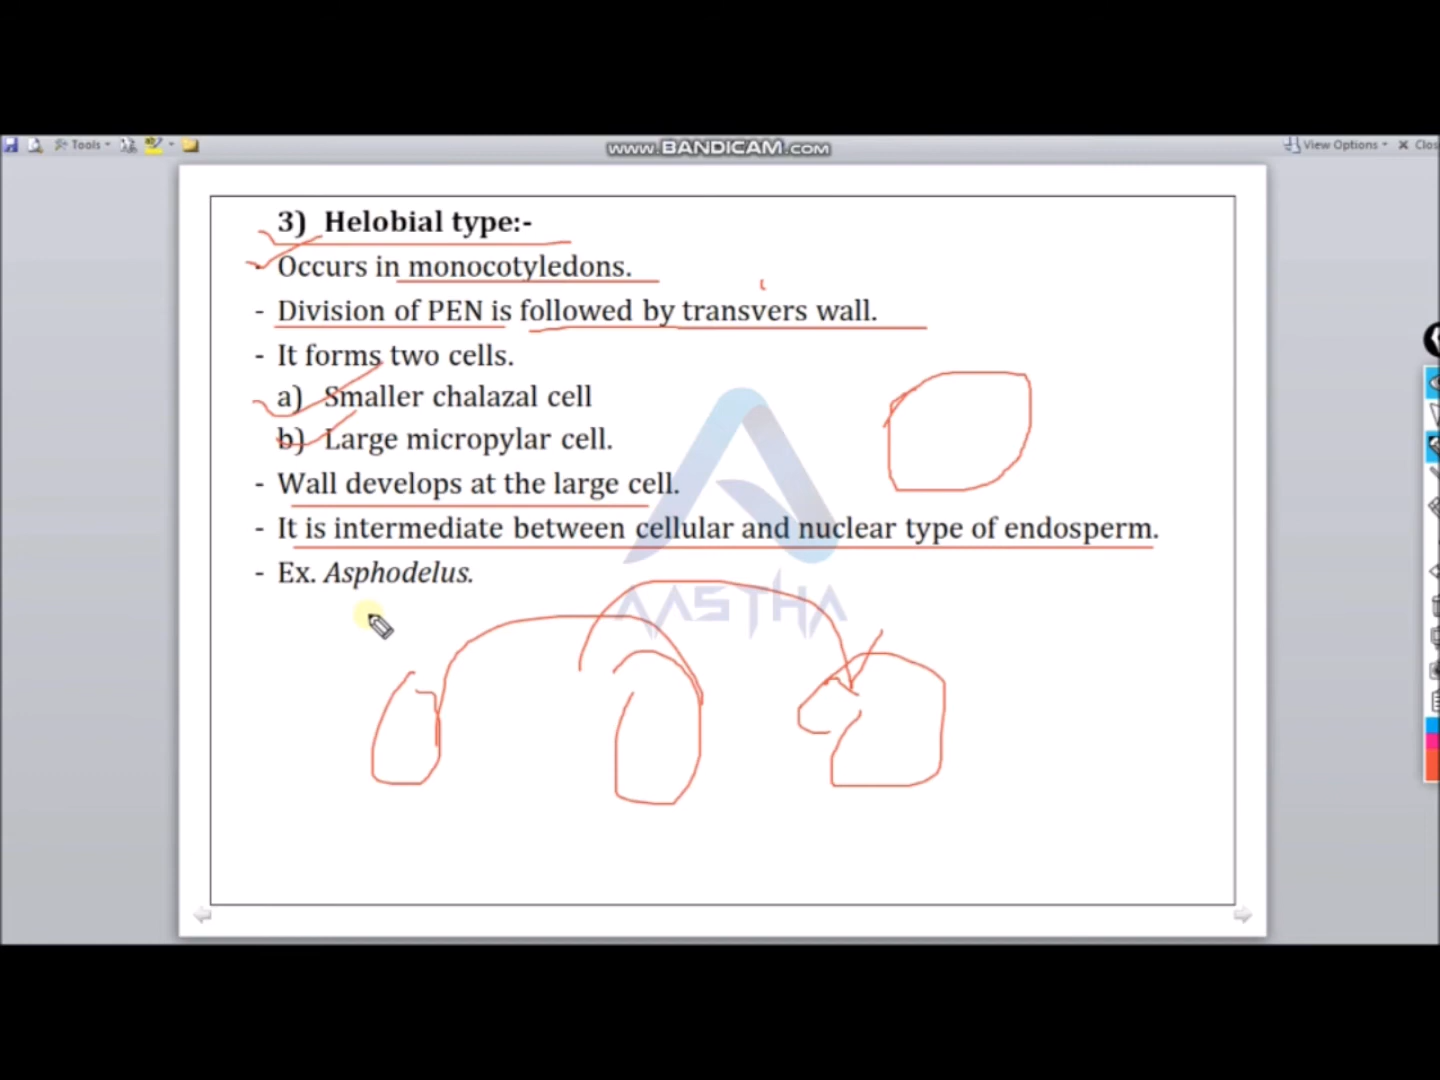 Tools
www.BANDICAM.com
View Options
Clos
3) Helobial type:-
- Occurs in monocotyledons.
- Division of PEN is followed by transvers wall.
- It forms two cells.
a) Smaller chalazal cell
b) Large micropylar cell.
- Wall develops at the large cell.
- It is intermediate between cellular and nuclear type of endosperm.
- Ex. Asphodelus.
AASTHA